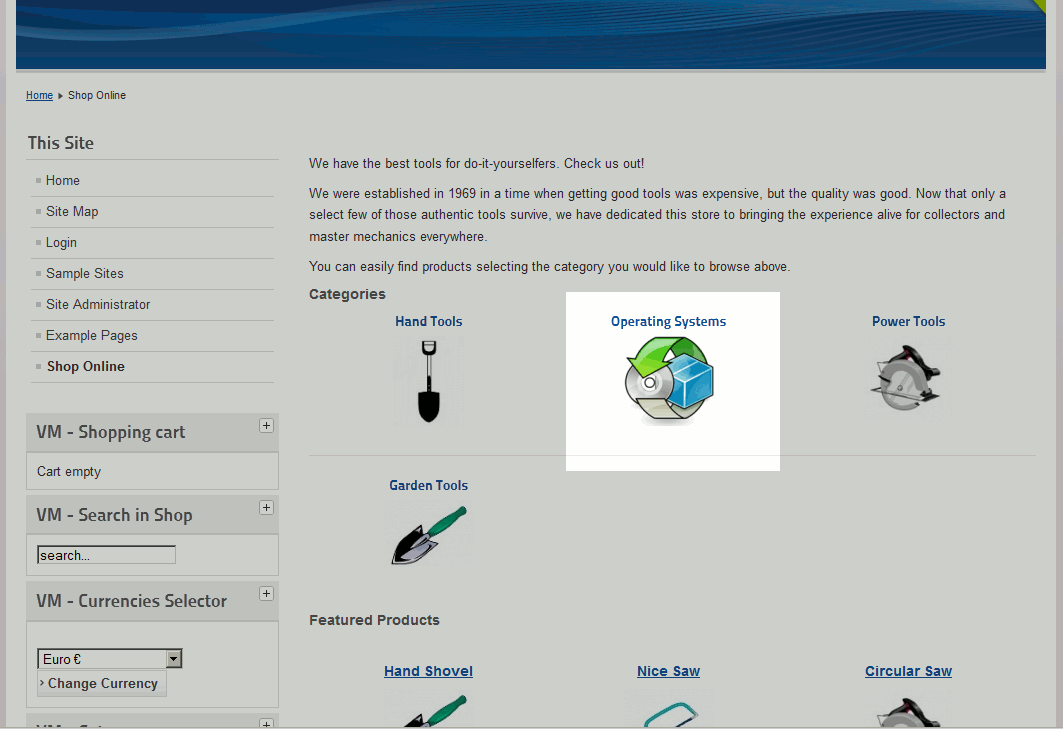 Home Shop Online
This Site
Home
Site Map
Login
Sample Sites
Site Administrator
Example Pages
Shop Online
VM - Shopping cart
Cart empty
VM - Search in Shop
search...
VM - Currencies Selector
Euro €
Change Currency
We have the best tools for do-it-yourselfers. Check us out!
We were established in 1969 in a time when getting good tools was expensive, but the quality was good. Now that only a
select few of those authentic tools survive, we have dedicated this store to bringing the experience alive for collectors and
master mechanics everywhere.
You can easily find products selecting the category you would like to browse above.
Categories
Hand Tools Operating Systems Power Tools
Garden Tools
Featured Products
Hand Shovel Nice Saw Circular Saw